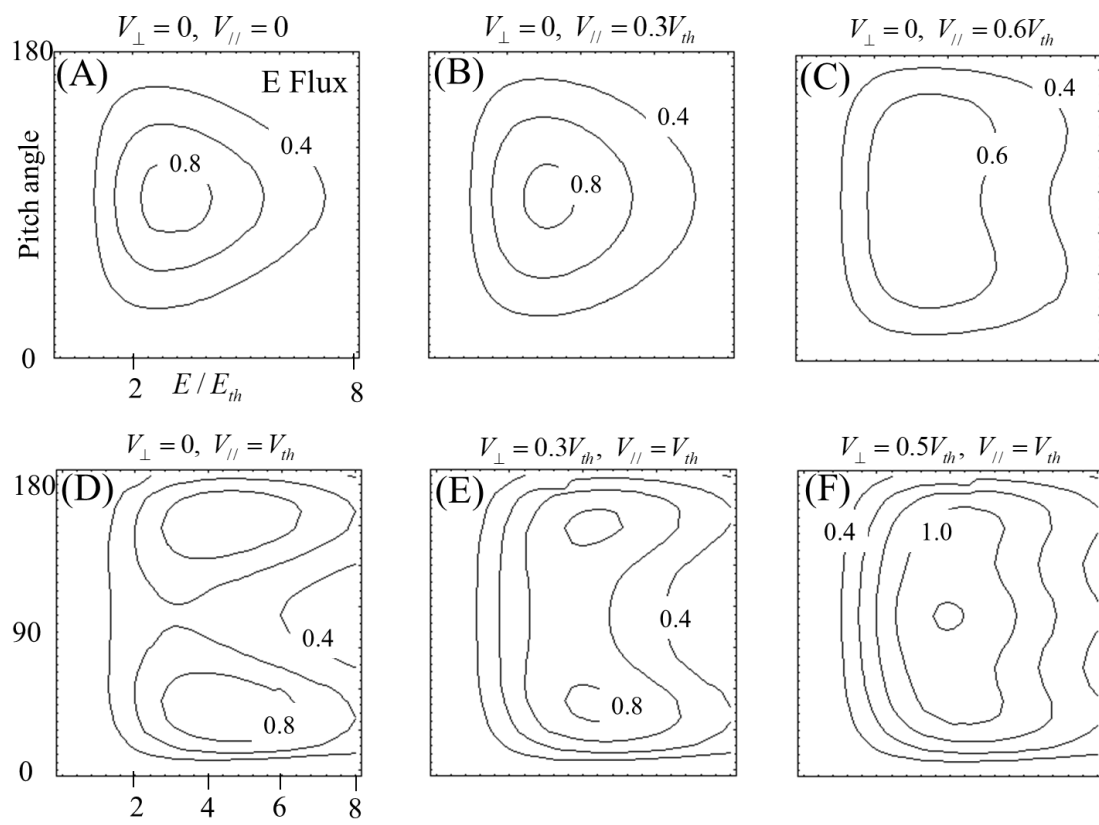 V⊥ = 0, V// = 0
V⊥ = 0, V// = 0.3Vth
V⊥ = 0, V// = 0.6Vth
180
(A)
E Flux
0.8
0.4
Pitch angle
0
2
E / Eth
8
(B)
0.4
0.8
(C)
0.4
0.6
V⊥ = 0, V// = Vth
V⊥ = 0.3Vth, V// = Vth
V⊥ = 0.5Vth, V// = Vth
180
(D)
90
0.4
0.8
0
2
4
6
8
(E)
0.4
0.8
(F)
0.4
1.0